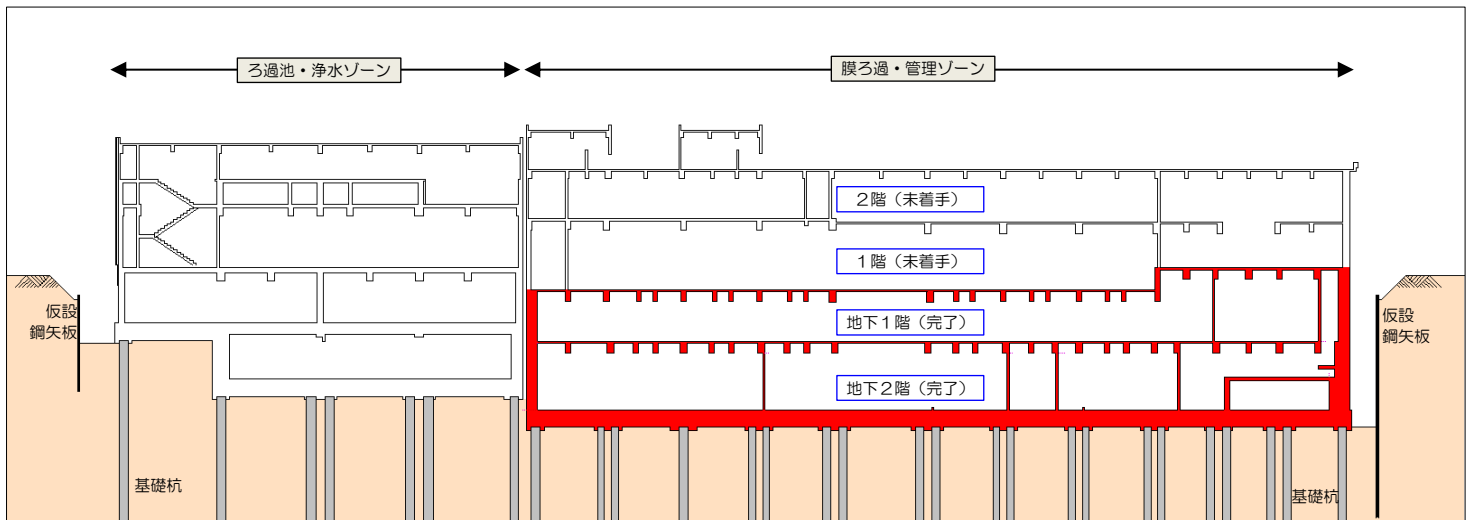 ろ過池・浄水ゾーン
膜ろ過・管理ゾーン
2階（未着手）
1階（未着手）
地下1階（完了）
地下2階（完了）
仮設
鋼矢板
仮設
鋼矢板
基礎杭
基礎杭